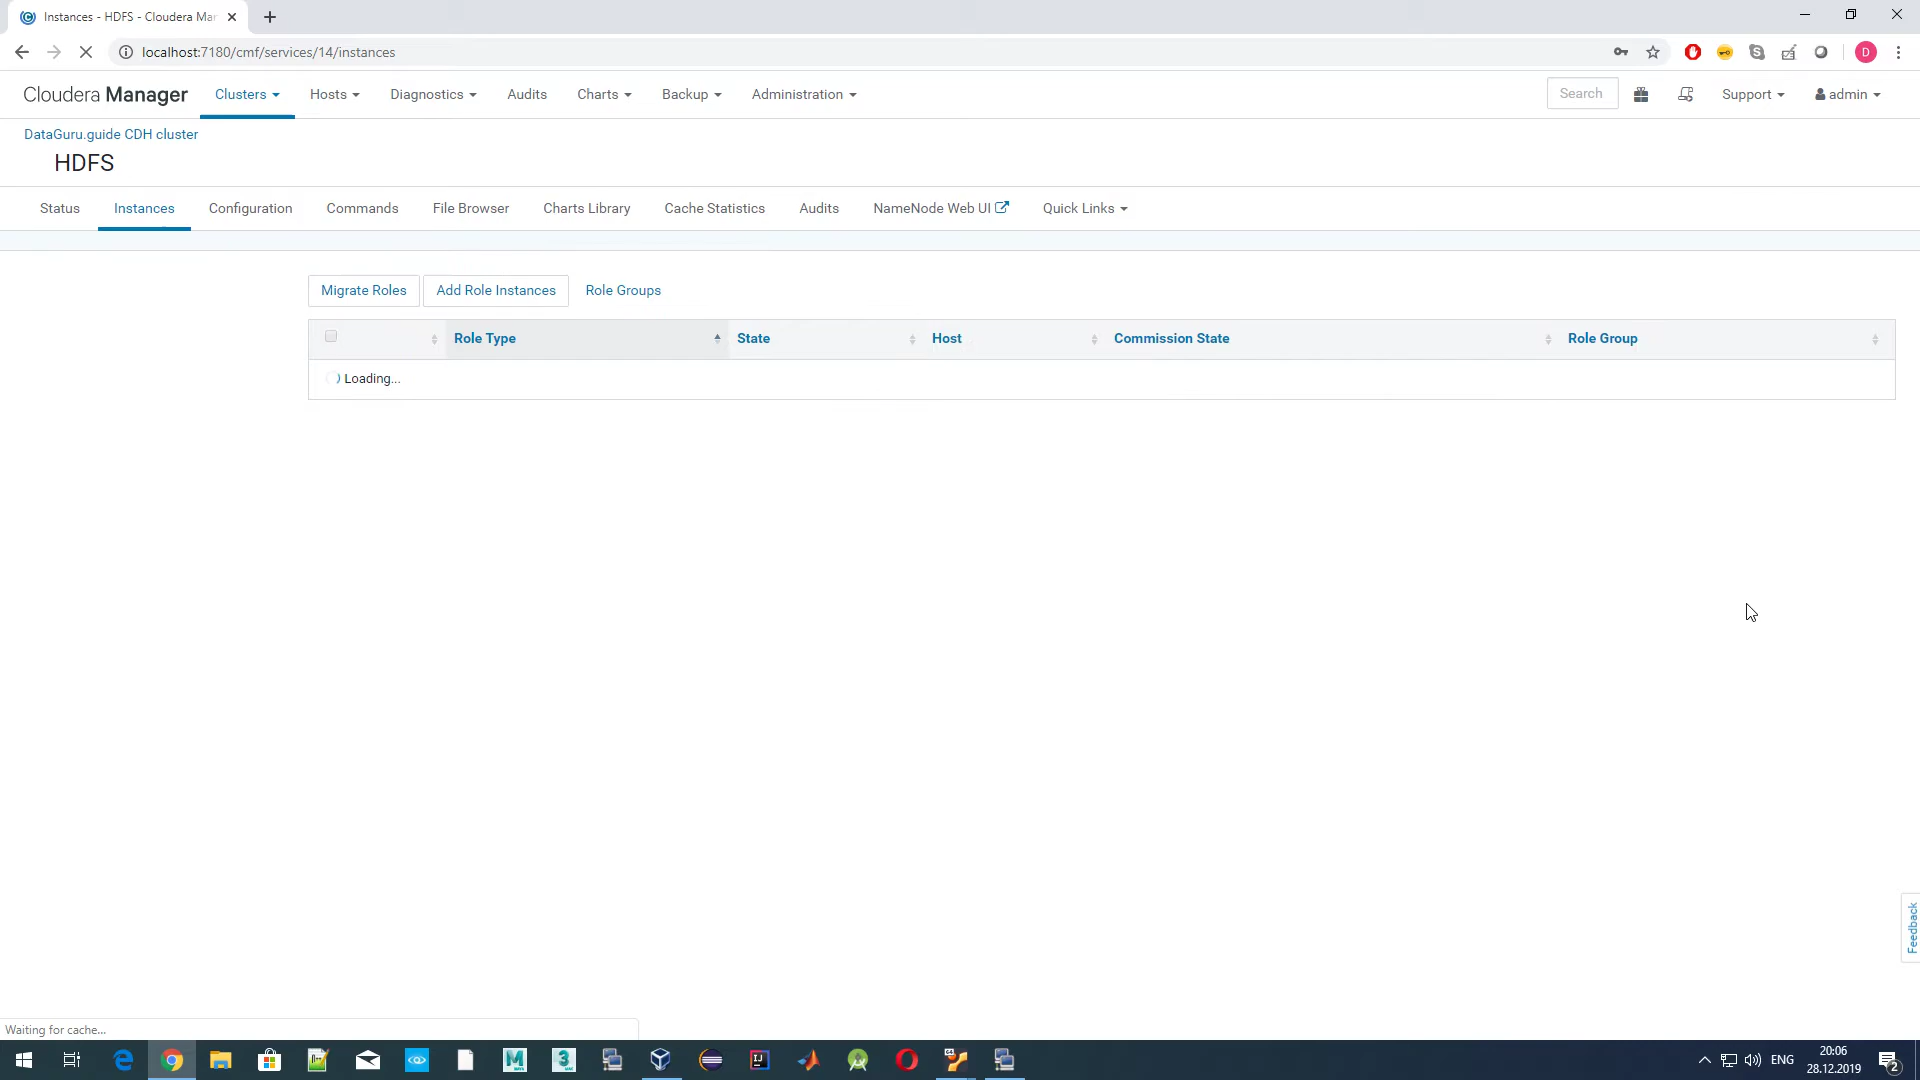 Instances - HDFS - Cloudera Mar
localhost:7180/cmf/services/14/instances
D
Cloudera Manager Clusters Hosts Diagnostics Audits Charts Backup Administration Search Support admin
DataGuru.guide CDH cluster
HDFS
Status Instances Configuration Commands File Browser Charts Library Cache Statistics Audits NameNode Web UI Quick Links
Migrate Roles Add Role Instances Role Groups
Role Type State Host Commission State Role Group
Loading...
Feedback
Waiting for cache...
ENG
20:06
28.12.2019
2